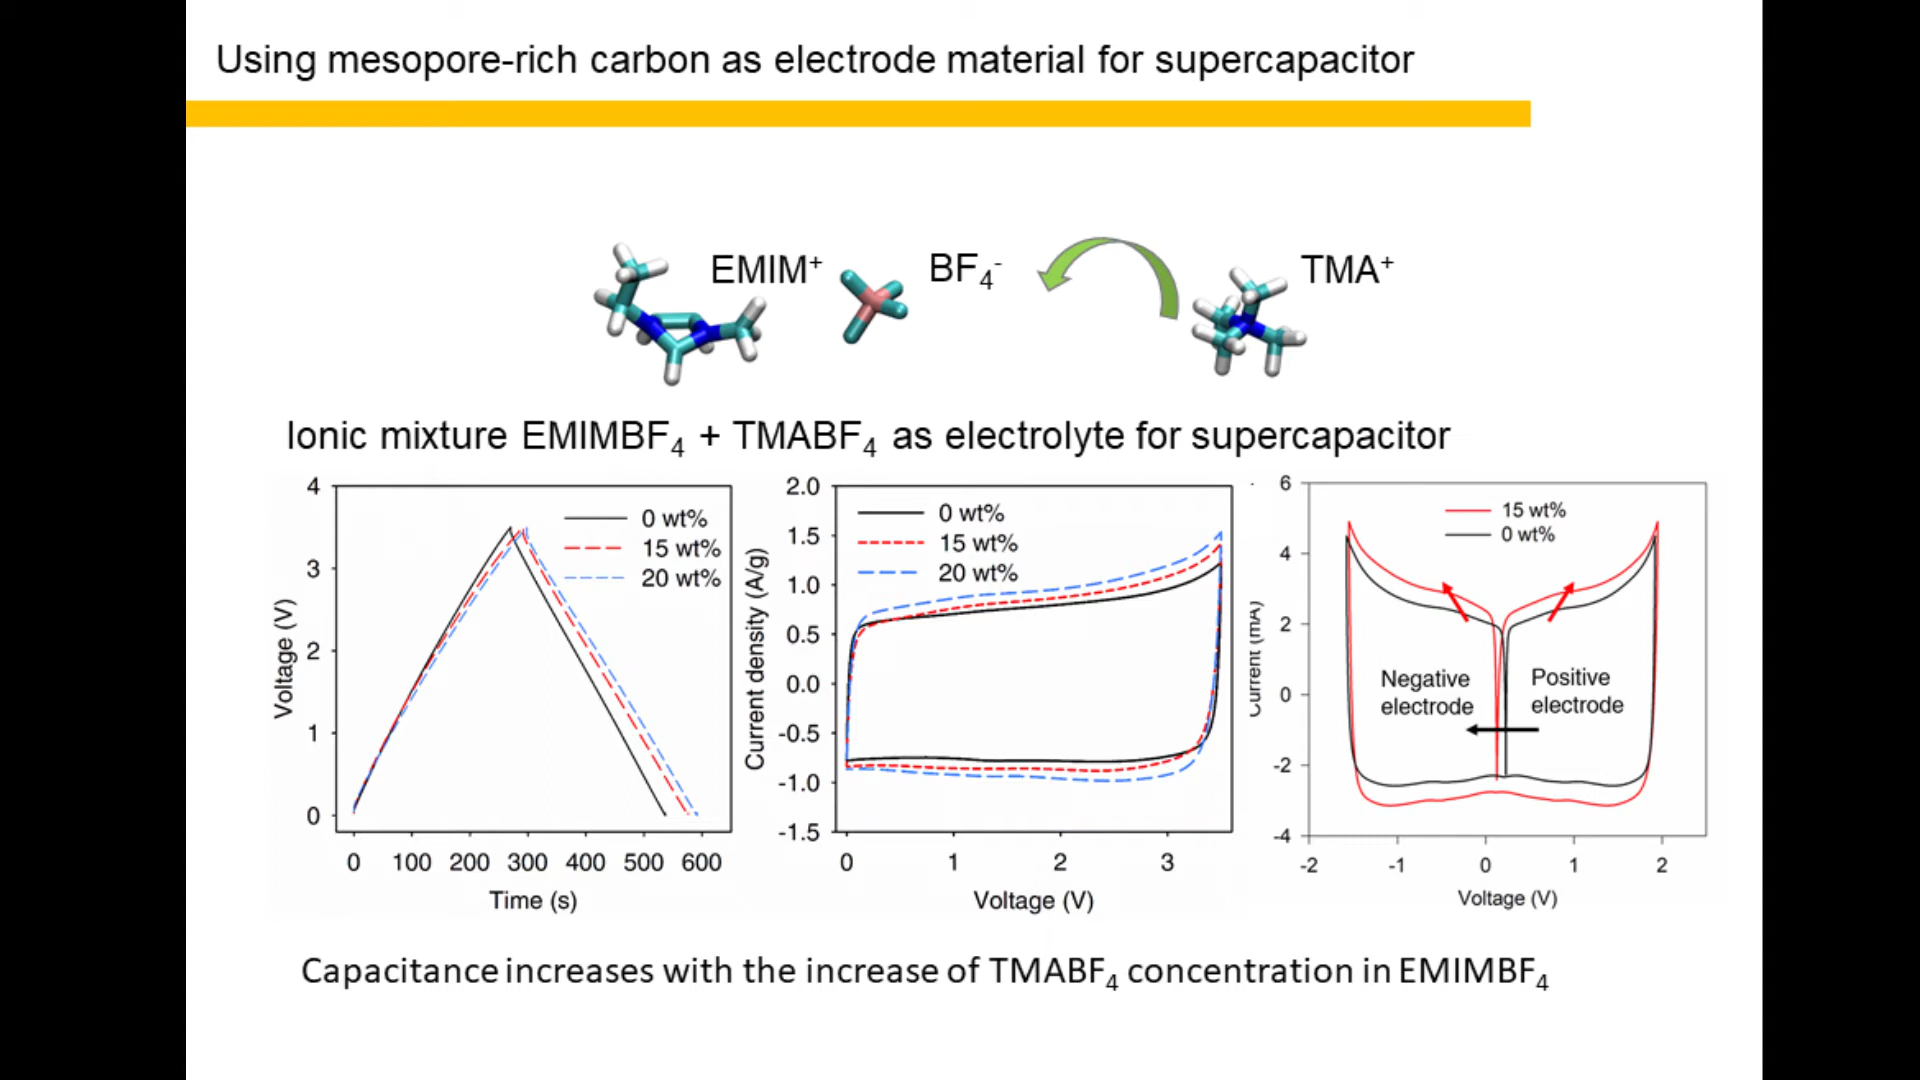 Using mesopore-rich carbon as electrode material for supercapacitor
EMIM⁺
BF₄⁻
TMA⁺
Ionic mixture EMIMBF₄ + TMABF₄ as electrolyte for supercapacitor
4
3
2
1
0
Voltage (V)
0 wt%
15 wt%
20 wt%
0 100 200 300 400 500 600
Time (s)
2.0
1.5
1.0
0.5
0.0
-0.5
-1.0
-1.5
Current density (A/g)
0 wt%
15 wt%
20 wt%
0 1 2 3
Voltage (V)
6
4
2
0
-2
-4
Current (mA)
15 wt%
0 wt%
Negative
electrode
Positive
electrode
-2 -1 0 1 2
Voltage (V)
Capacitance increases with the increase of TMABF₄ concentration in EMIMBF₄